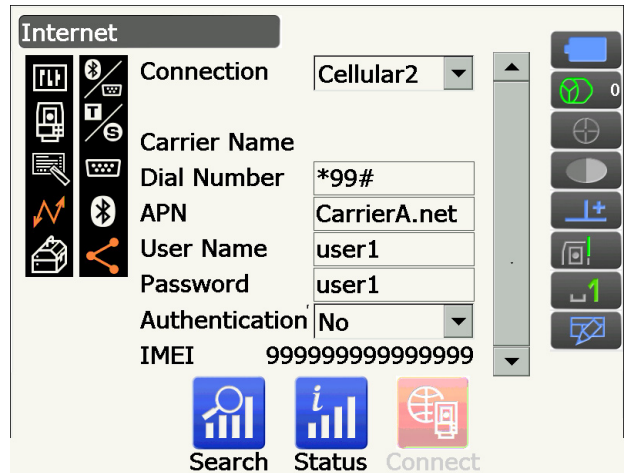 Internet
Connection Cellular2
Carrier Name
Dial Number *99#
APN CarrierA.net
User Name user1
Password user1
Authentication No
IMEI 999999999999999
Search Status Connect
T
S
0
1